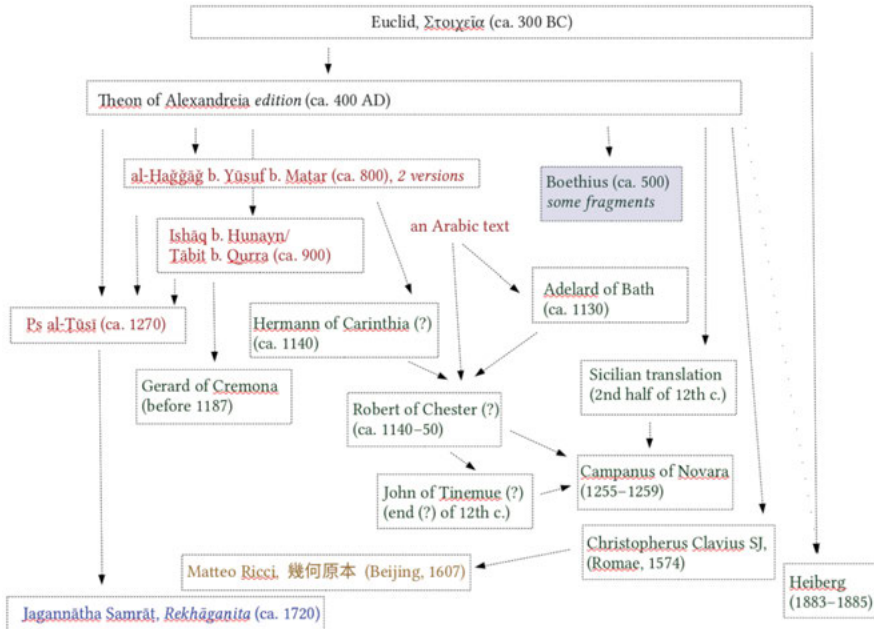 Euclid, Στοιχεῖα (ca. 300 BC)
Theon of Alexandreia edition (ca. 400 AD)
al-Ḥaǧǧāǧ b. Yūsuf b. Maṭar (ca. 800), 2 versions
Boethius (ca. 500)
some fragments
an Arabic text
Ishāq b. Hunayn/
Tābit b. Qurra (ca. 900)
Adelard of Bath
(ca. 1130)
Ps al-Tūsī (ca. 1270)
Hermann of Carinthia (?)
(ca. 1140)
Gerard of Cremona
(before 1187)
Sicilian translation
(2nd half of 12th c.)
Robert of Chester (?)
(ca. 1140–50)
Campanus of Novara
(1255–1259)
John of Tinemue (?)
(end (?) of 12th c.)
Christopherus Clavius SJ,
(Romae, 1574)
Matteo Ricci, 幾何原本 (Beijing, 1607)
Heiberg
(1883–1885)
Jagannātha Samrāṭ, Rekhāganita (ca. 1720)